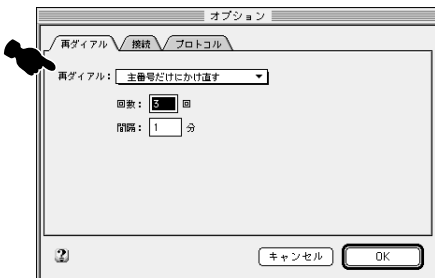 オプション
再ダイアル 接続 プロトコル
再ダイアル： 主番号だけにかけ直す
回数： 3 回
間隔： 1 分
? キャンセル OK